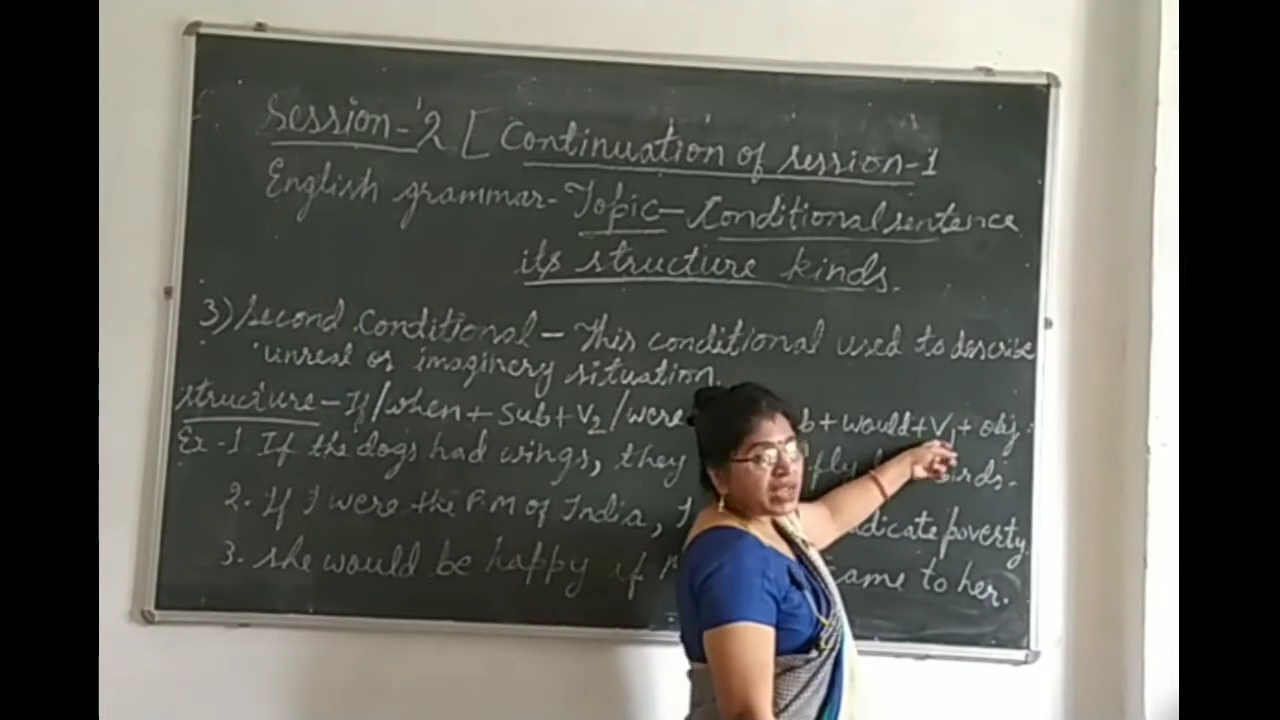 Session-2 [Continuation of session-1
English grammar-Topic-Conditional sentence
its structure kinds.
3) Second Conditional - This conditional used to describe
unreal or imaginery situation.
Structure - If/when + Sub + V2/were b + would + V1 + obj.
Ex-1 If the dogs had wings, they fly birds.
2. If I were the P.M of India, I adicate poverty.
3. she would be happy if came to her.